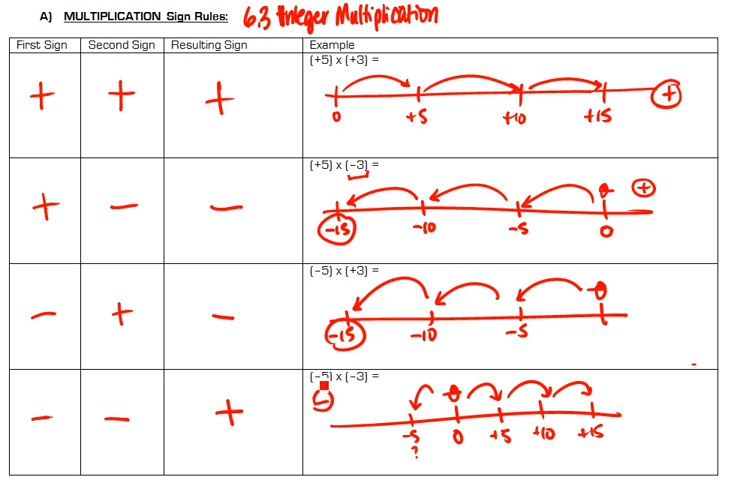 A) MULTIPLICATION Sign Rules: 6.3 Integer Multiplication
First Sign Second Sign Resulting Sign Example
(+5) x (+3) =
+ + + +
0 +5 +10 +15
(+5) x (-3) =
+ - - +
-15 -10 -5 0
(-5) x (+3) =
- + -
-15 -10 -5
(-5) x (-3) =
-
- - +
-5 0 +5 +10 +15
?